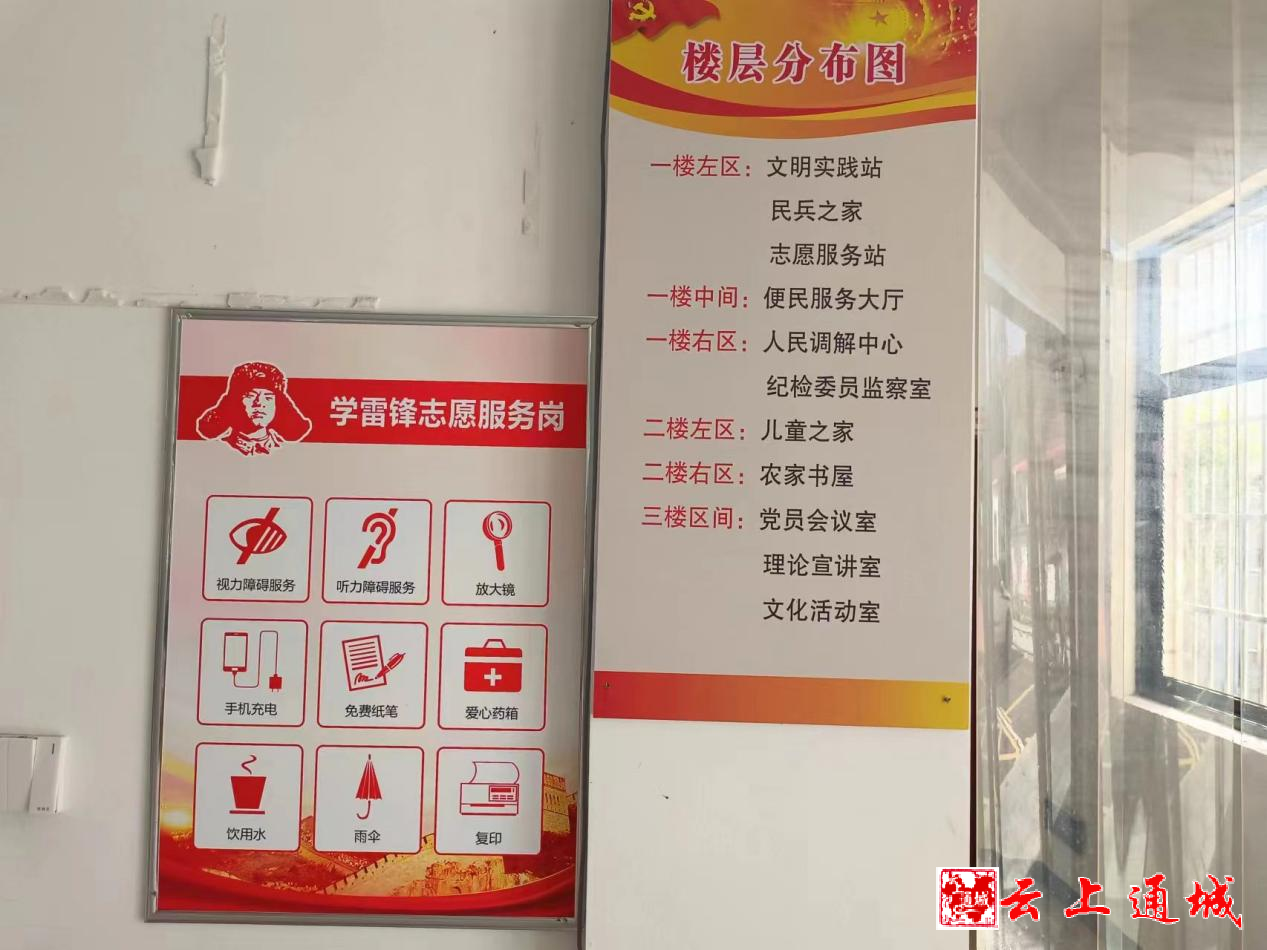 楼层分布图
一楼左区：文明实践站
民兵之家
志愿服务站
一楼中间：便民服务大厅
一楼右区：人民调解中心
纪检委员监察室
二楼左区：儿童之家
二楼右区：农家书屋
三楼区间：党员会议室
理论宣讲室
文化活动室
学雷锋志愿服务岗
视力障碍服务
听力障碍服务
放大镜
手机充电
免费纸笔
爱心药箱
饮用水
雨伞
复印
云上通城